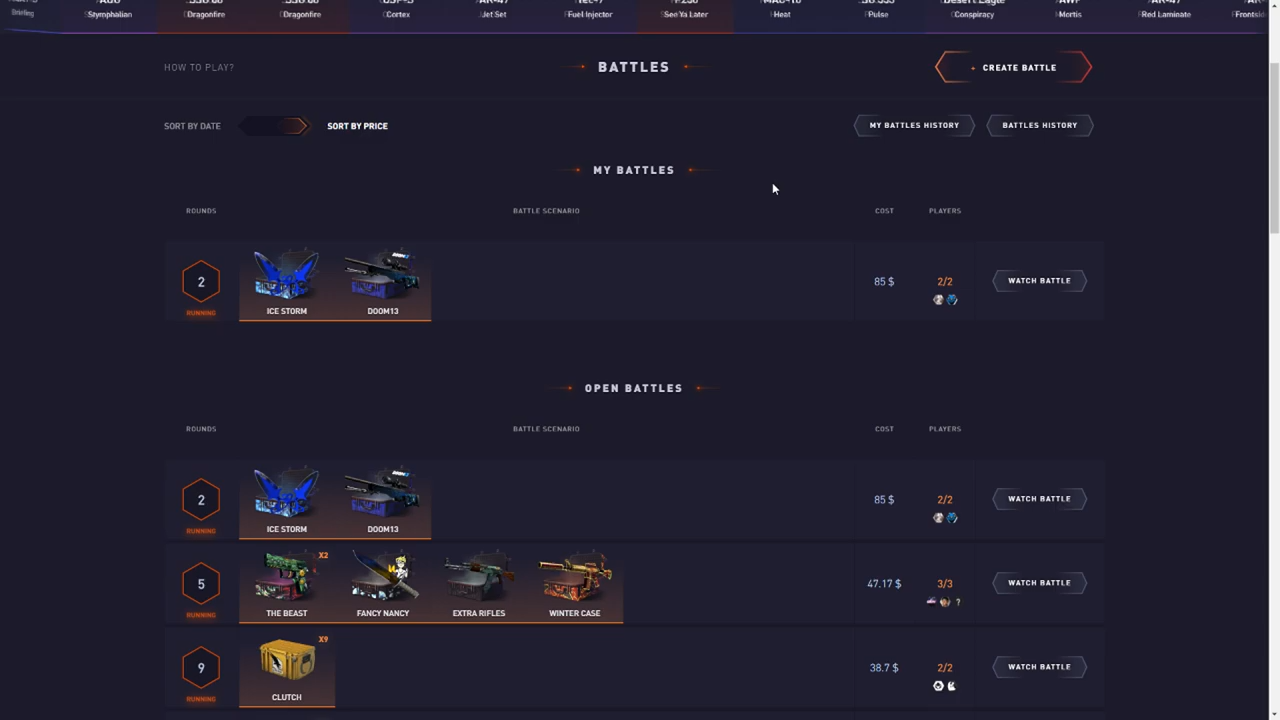 Briefing Stymphalian Dragonfire Dragonfire Cortex Jet Set Fuel Injector See Ya Later Heat Pulse Conspiracy Mortis Red Laminate
HOW TO PLAY? BATTLES CREATE BATTLE
SORT BY DATE SORT BY PRICE MY BATTLES HISTORY BATTLES HISTORY
MY BATTLES
ROUNDS BATTLE SCENARIO COST PLAYERS
2 85 $ 2/2 WATCH BATTLE
RUNNING ICE STORM DOOM13
OPEN BATTLES
ROUNDS BATTLE SCENARIO COST PLAYERS
2 85 $ 2/2 WATCH BATTLE
RUNNING ICE STORM DOOM13
X2
5 47.17 $ 3/3 WATCH BATTLE
RUNNING THE BEAST FANCY NANCY EXTRA RIFLES WINTER CASE
X9
9 38.7 $ 2/2 WATCH BATTLE
RUNNING CLUTCH